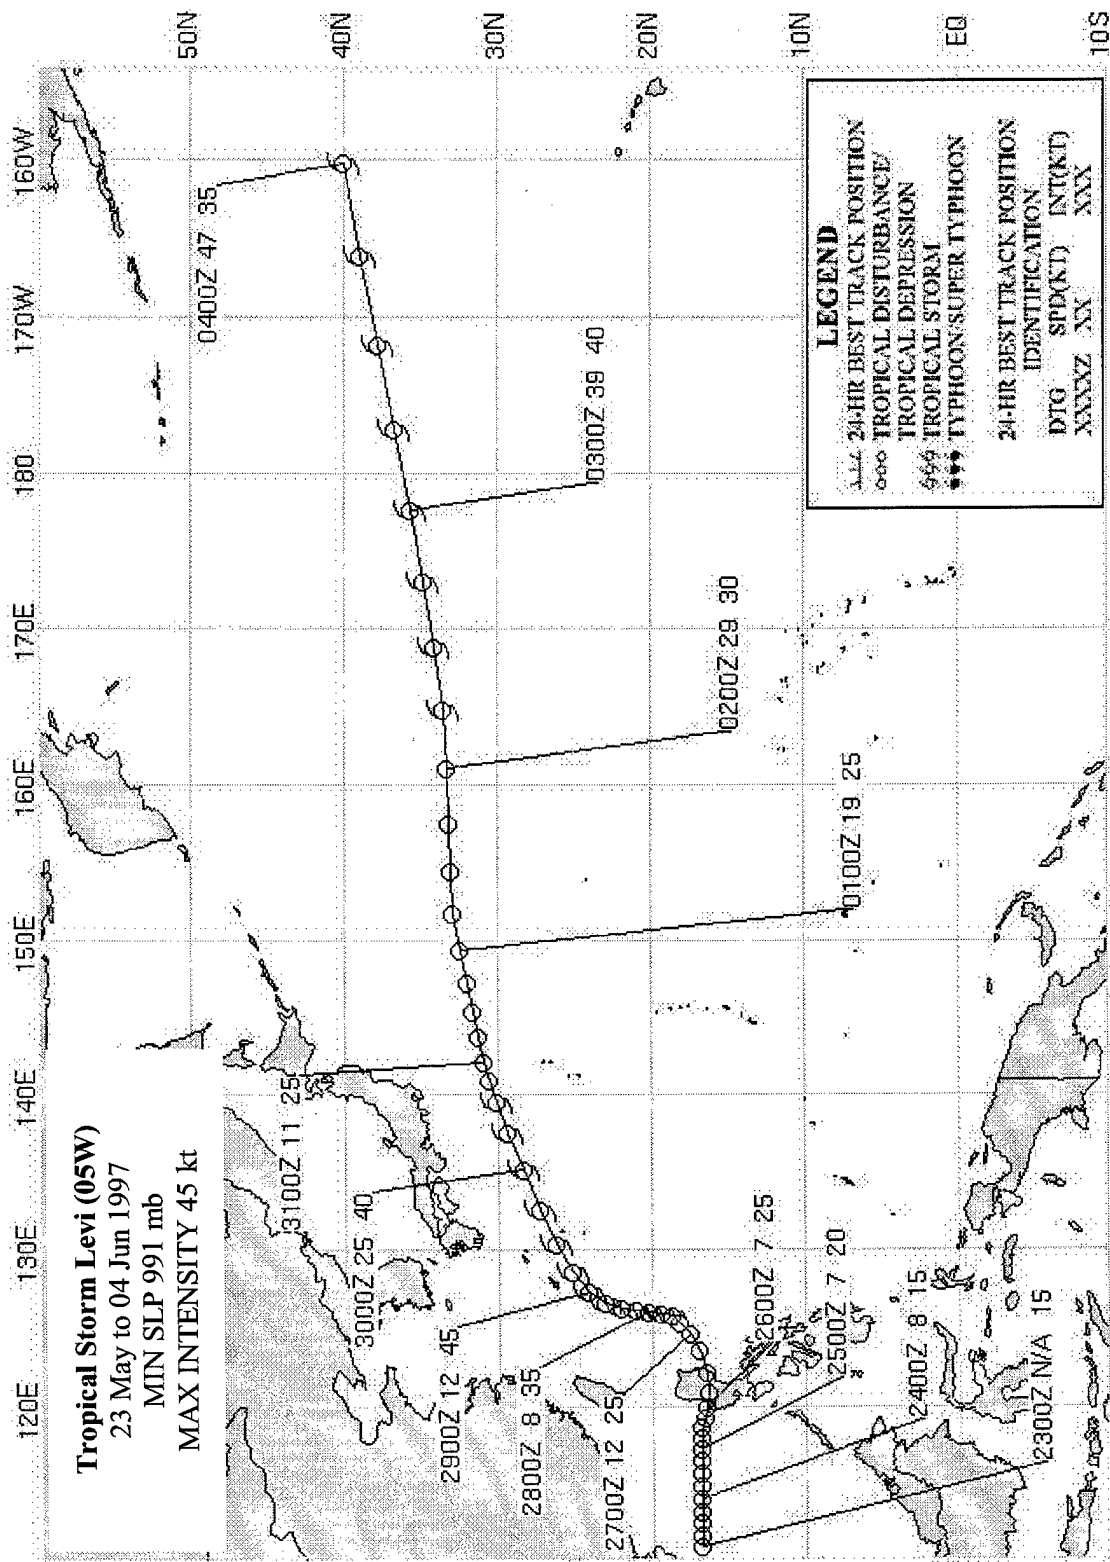 Tropical Storm Levi (05W)
23 May to 04 Jun 1997
MIN SLP 991 mb
MAX INTENSITY 45 kt
120E
130E
140E
150E
160E
170E
180
170W
160W
50N
40N
30N
20N
10N
EQ
10S
0400Z 47 35
0300Z 39 40
0200Z 29 30
0100Z 19 25
3100Z 11 25
3000Z 25 40
2900Z 12 45
2800Z 8 35
2700Z 12 25
2600Z 7 25
2500Z 7 20
2400Z 8 15
2300Z N/A 15
LEGEND
24-HR BEST TRACK POSITION
TROPICAL DISTURBANCE/
TROPICAL DEPRESSION
TROPICAL STORM
TYPHOON/SUPER TYPHOON
24-HR BEST TRACK POSITION
IDENTIFICATION
DTG SPD(KT) INT(KT)
XXXXZ XX XXX